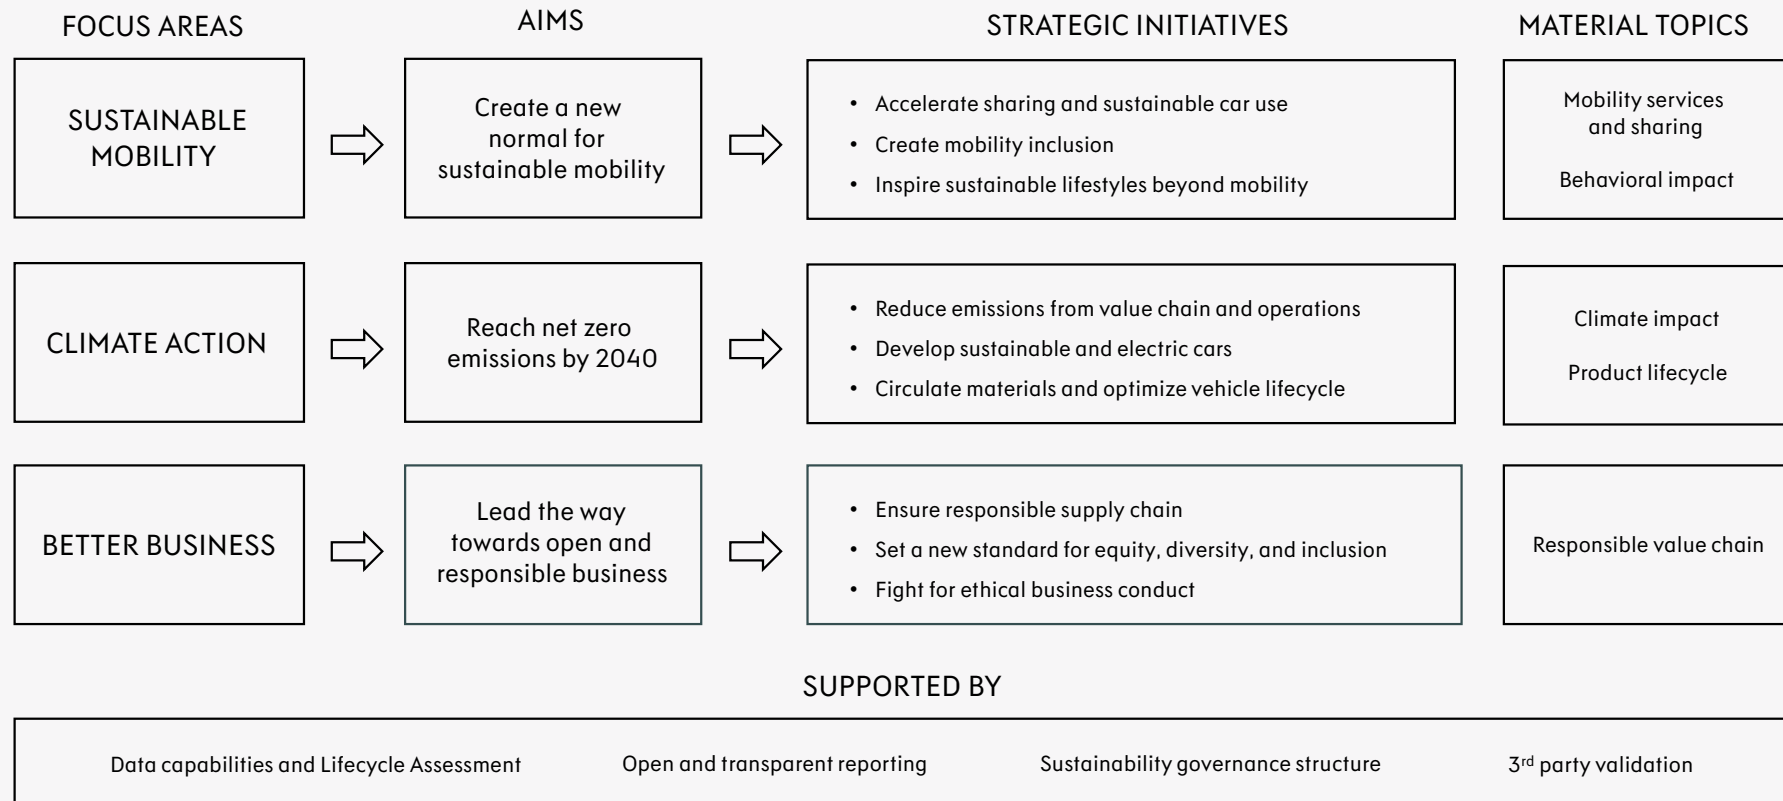 FOCUS AREAS
AIMS
STRATEGIC INITIATIVES
MATERIAL TOPICS
SUSTAINABLE
MOBILITY
Create a new
normal for
sustainable mobility
• Accelerate sharing and sustainable car use
• Create mobility inclusion
• Inspire sustainable lifestyles beyond mobility
Mobility services
and sharing
Behavioral impact
CLIMATE ACTION
Reach net zero
emissions by 2040
• Reduce emissions from value chain and operations
• Develop sustainable and electric cars
• Circulate materials and optimize vehicle lifecycle
Climate impact
Product lifecycle
BETTER BUSINESS
Lead the way
towards open and
responsible business
• Ensure responsible supply chain
• Set a new standard for equity, diversity, and inclusion
• Fight for ethical business conduct
Responsible value chain
SUPPORTED BY
Data capabilities and Lifecycle Assessment
Open and transparent reporting
Sustainability governance structure
3rd party validation